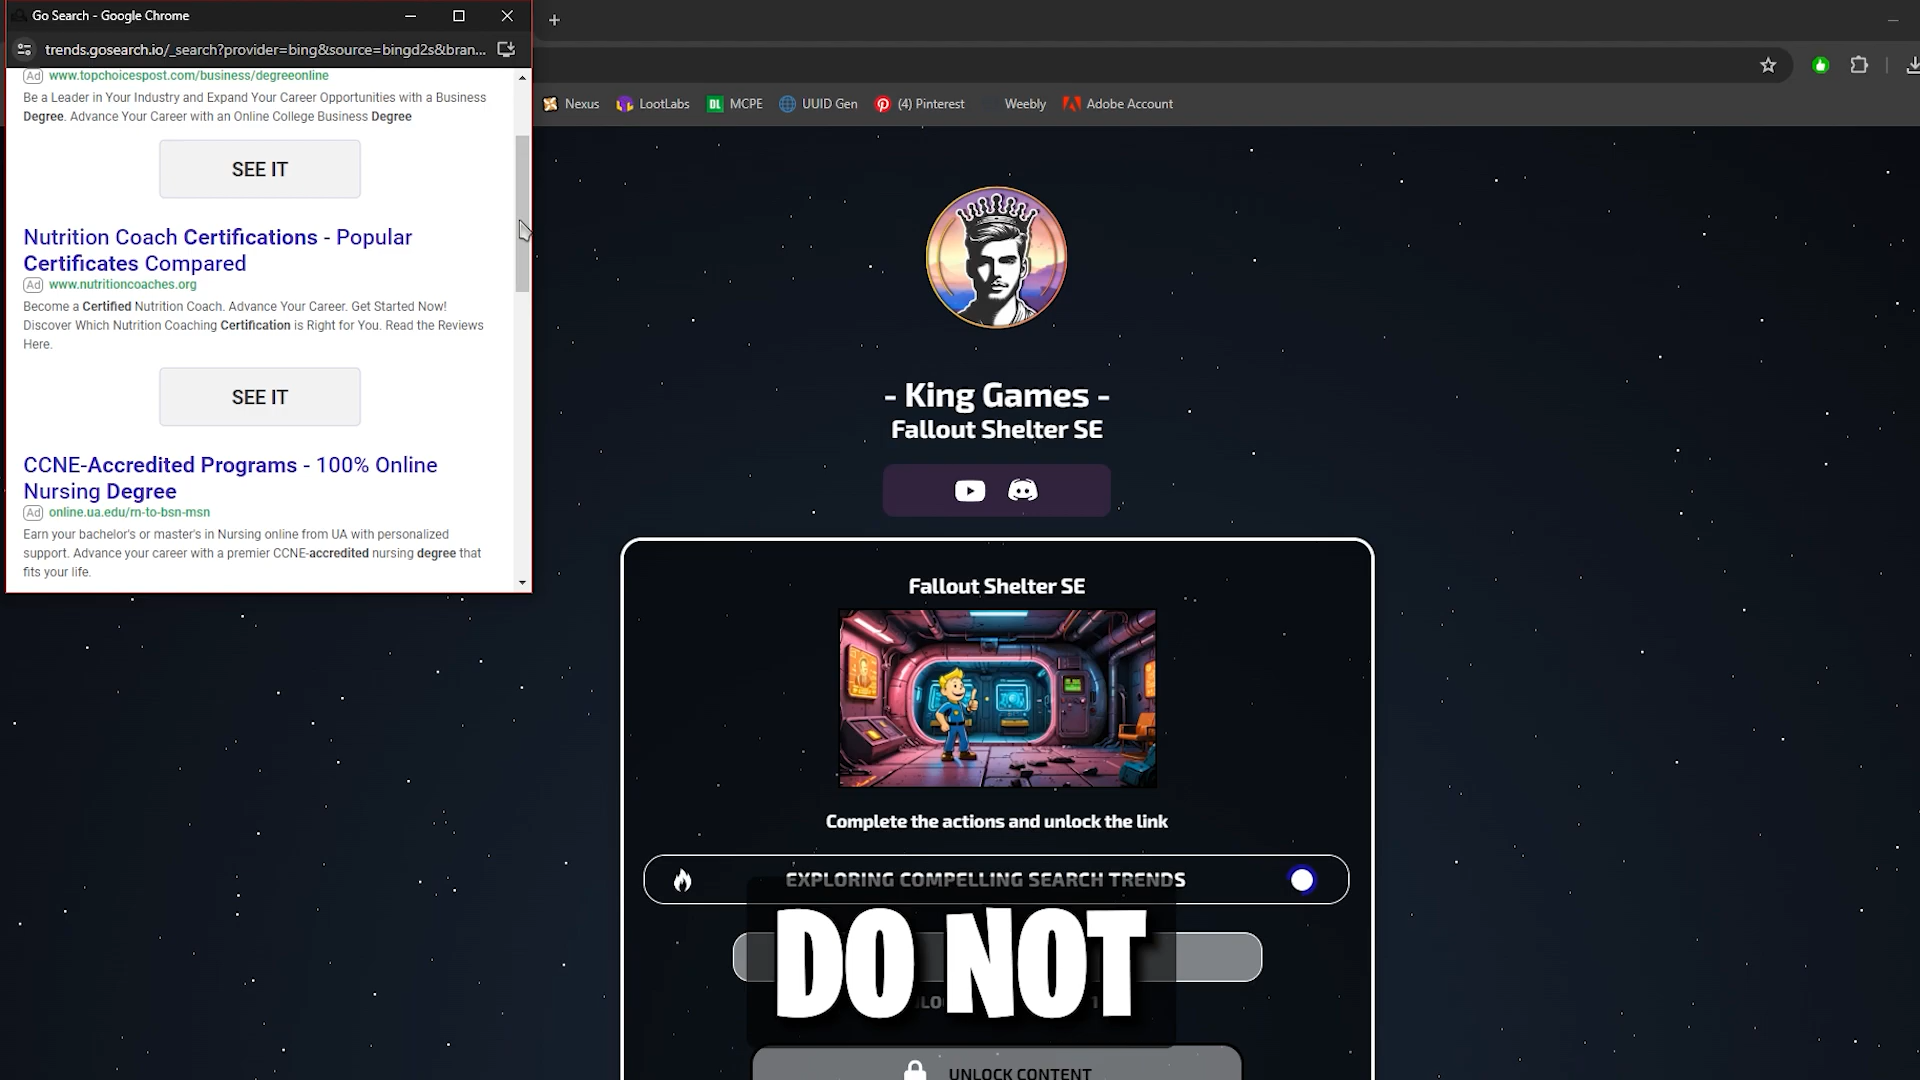 Go Search - Google Chrome
trends.gosearch.io/_search?provider=bing&source=bingd2s&bran...
Ad www.topchoicespost.com/business/degreeonline
Be a Leader in Your Industry and Expand Your Career Opportunities with a Business
Degree. Advance Your Career with an Online College Business Degree
SEE IT
Nutrition Coach Certifications - Popular
Certificates Compared
Ad www.nutritioncoaches.org
Become a Certified Nutrition Coach. Advance Your Career. Get Started Now!
Discover Which Nutrition Coaching Certification is Right for You. Read the Reviews
Here.
SEE IT
CCNE-Accredited Programs - 100% Online
Nursing Degree
Ad online.ua.edu/rn-to-bsn-msn
Earn your bachelor's or master's in Nursing online from UA with personalized
support. Advance your career with a premier CCNE-accredited nursing degree that
fits your life.
Nexus LootLabs DL MCPE UUID Gen (4) Pinterest Weebly Adobe Account
- King Games -
Fallout Shelter SE
Fallout Shelter SE
Complete the actions and unlock the link
EXPLORING COMPELLING SEARCH TRENDS
DO NOT
UNLOCK CONTENT